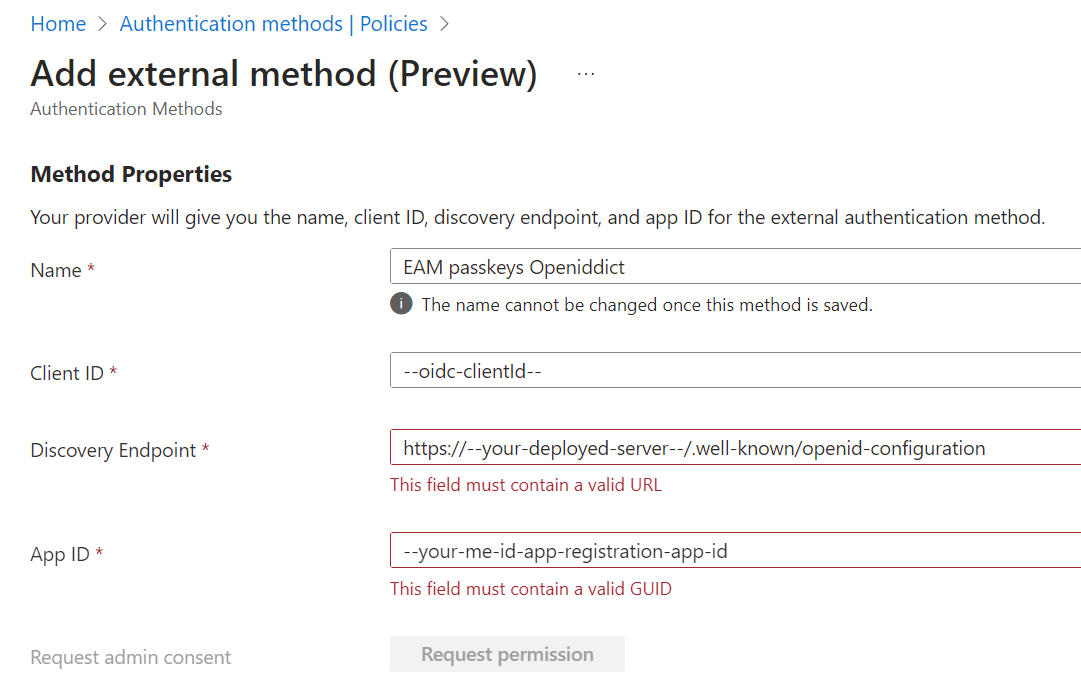 Home > Authentication methods | Policies >
Add external method (Preview) ...
Authentication Methods
Method Properties
Your provider will give you the name, client ID, discovery endpoint, and app ID for the external authentication method.
Name * EAM passkeys Openiddict
i The name cannot be changed once this method is saved.
Client ID * --oidc-clientId--
Discovery Endpoint * https://--your-deployed-server--/.well-known/openid-configuration
This field must contain a valid URL
App ID * --your-me-id-app-registration-app-id
This field must contain a valid GUID
Request admin consent Request permission